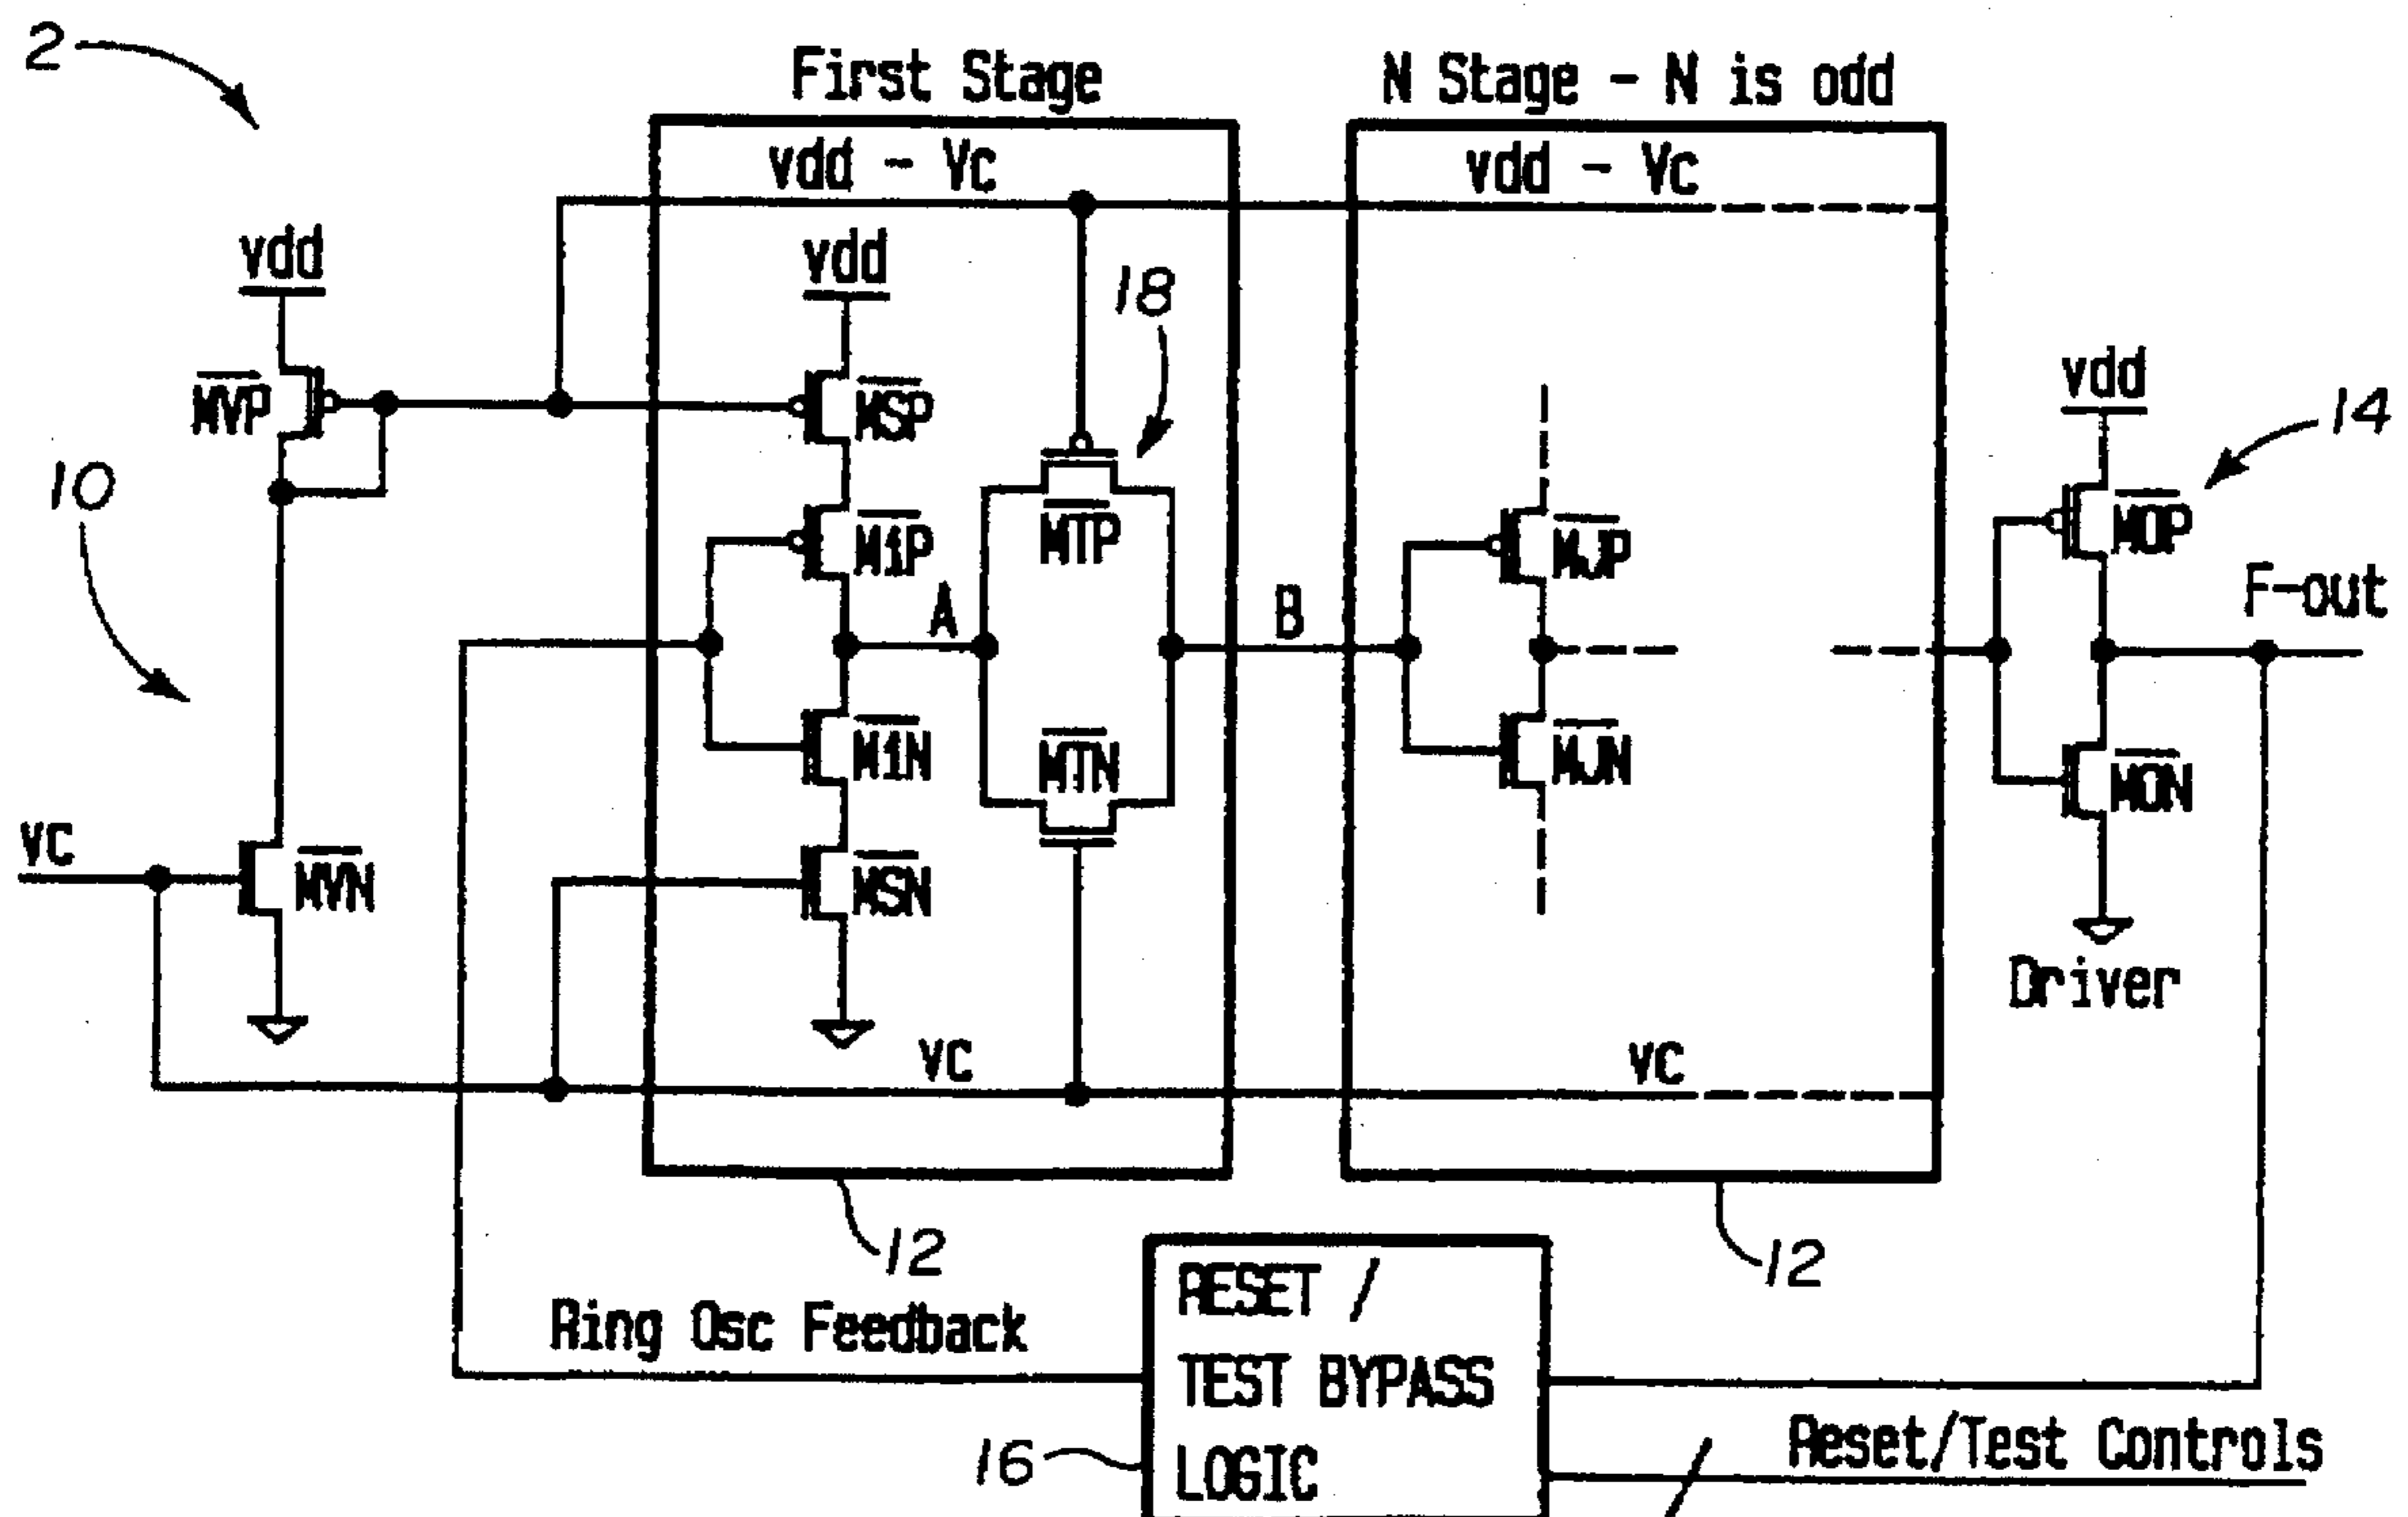 2
First Stage
N Stage - N is odd
vdd - Vc
vdd - Vc
vdd
vdd
18
vdd
14
MVP
MSP
10
MTP
M1P
MJP
MOP
F-out
A
B
M1N
MTN
MJN
MON
VC
MVN
MSN
Driver
VC
VC
12
12
Ring Osc Feedback
RESET /
TEST BYPASS
LOGIC
16
Reset/Test Controls